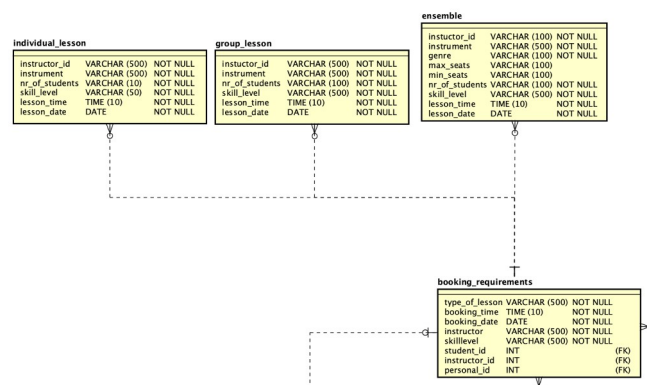 individual_lesson
instructor_id VARCHAR (500) NOT NULL
instrument VARCHAR (500) NOT NULL
nr_of_students VARCHAR (10) NOT NULL
skill_level VARCHAR (50) NOT NULL
lesson_time TIME (10) NOT NULL
lesson_date DATE NOT NULL
group_lesson
instuctor_id VARCHAR (500) NOT NULL
instrument VARCHAR (500) NOT NULL
nr_of_students VARCHAR (100) NOT NULL
skill_level VARCHAR (500) NOT NULL
lesson_time TIME (10) NOT NULL
lesson_date DATE NOT NULL
ensemble
instuctor_id VARCHAR (100) NOT NULL
instrument VARCHAR (500) NOT NULL
genre VARCHAR (100) NOT NULL
max_seats VARCHAR (100)
min_seats VARCHAR (100)
nr_of_students VARCHAR (100) NOT NULL
skill_level VARCHAR (500) NOT NULL
lesson_time TIME (10) NOT NULL
lesson_date DATE NOT NULL
booking_requirements
type_of_lesson VARCHAR (500) NOT NULL
booking_time TIME (10) NOT NULL
booking_date DATE NOT NULL
instructor VARCHAR (500) NOT NULL
skilllevel VARCHAR (500) NOT NULL
student_id INT (FK)
instructor_id INT (FK)
personal_id INT (FK)